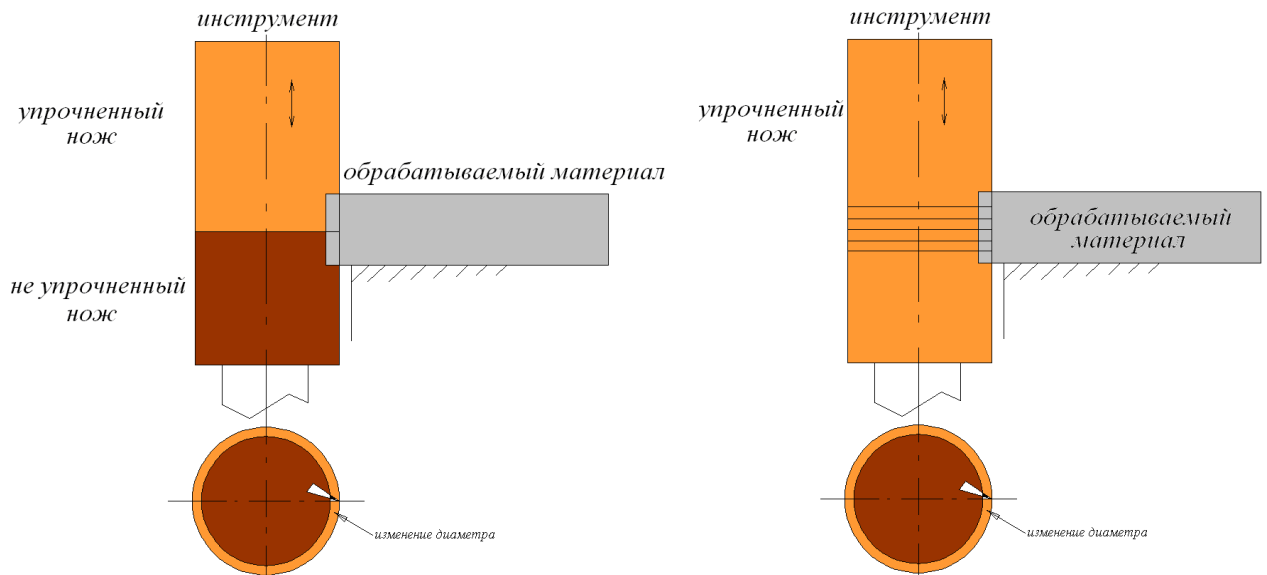 инструмент
упрочненный
нож
обрабатываемый материал
не упрочненный
нож
изменение диаметра
инструмент
упрочненный
нож
обрабатываемый
материал
изменение диаметра